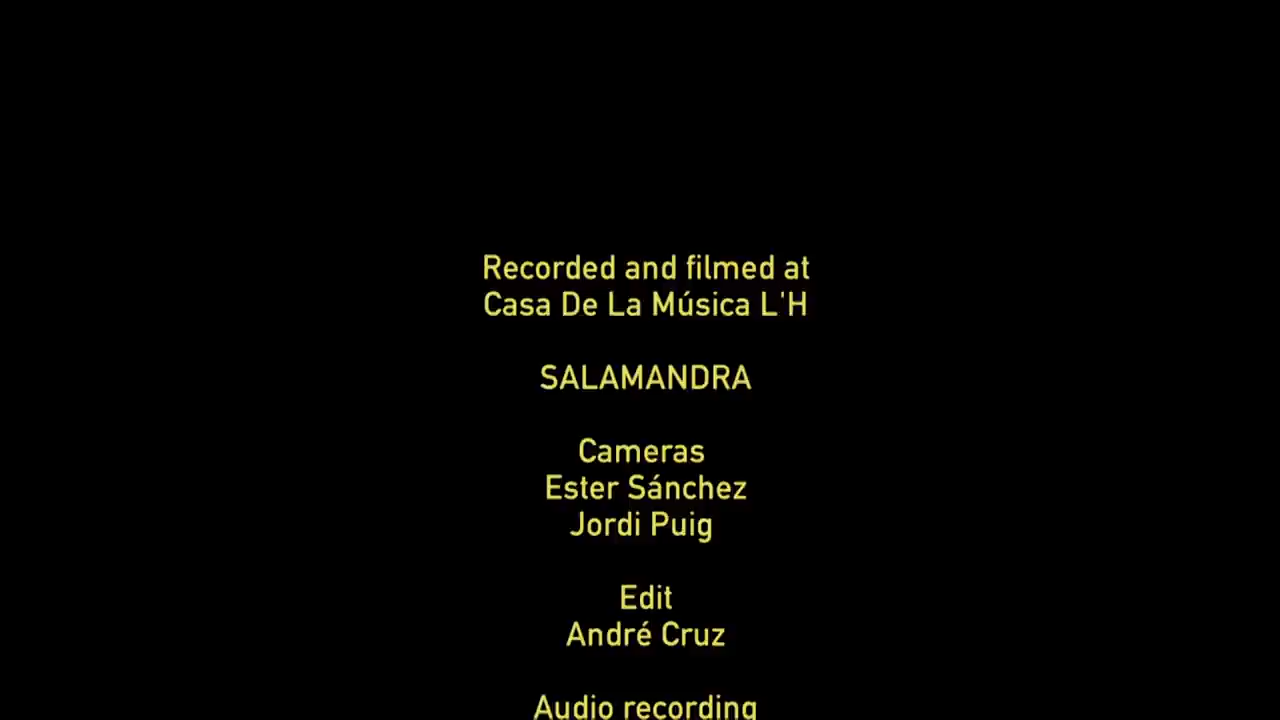 Recorded and filmed at
Casa De La Música L'H
SALAMANDRA
Cameras
Ester Sánchez
Jordi Puig
Edit
André Cruz
Audio recording